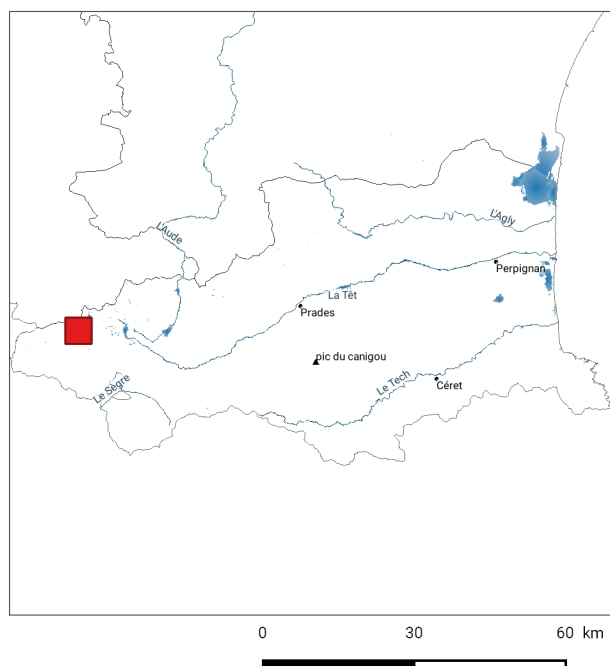 L'Agly
L'Aude
Perpignan
La Têt
Prades
pic du canigou
Le Tech
Céret
Le Sègre
0 30 60 km